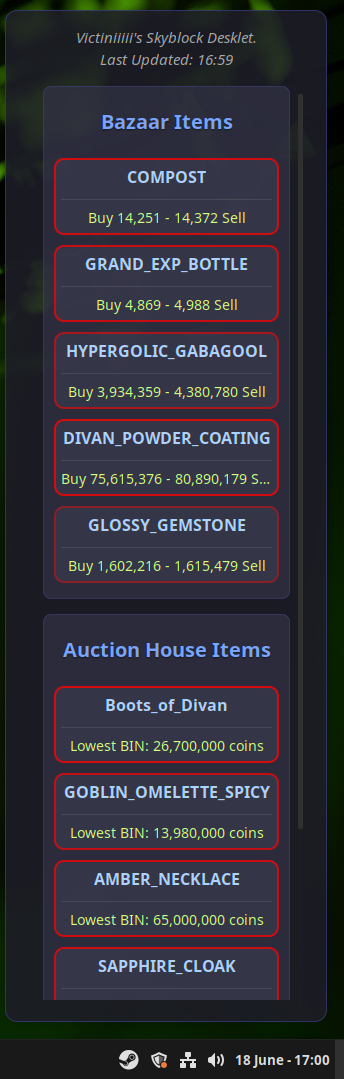 Victiniiiii's Skyblock Desklet.
Last Updated: 16:59
Bazaar Items
COMPOST
Buy 14,251 - 14,372 Sell
GRAND_EXP_BOTTLE
Buy 4,869 - 4,988 Sell
HYPERGOLIC_GABAGOOL
Buy 3,934,359 - 4,380,780 Sell
DIVAN_POWDER_COATING
Buy 75,615,376 - 80,890,179 S...
GLOSSY_GEMSTONE
Buy 1,602,216 - 1,615,479 Sell
Auction House Items
Boots_of_Divan
Lowest BIN: 26,700,000 coins
GOBLIN_OMELETTE_SPICY
Lowest BIN: 13,980,000 coins
AMBER_NECKLACE
Lowest BIN: 65,000,000 coins
SAPPHIRE_CLOAK
18 June - 17:00